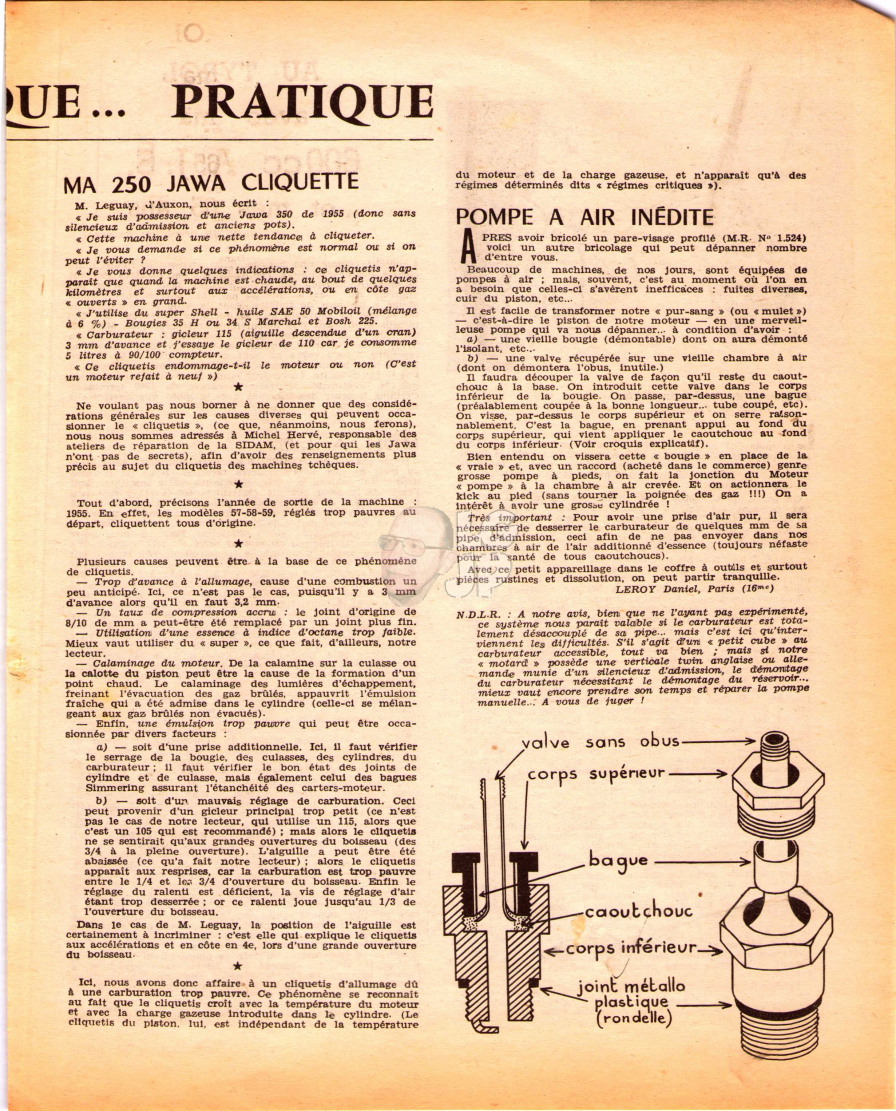 QUE... PRATIQUE
MA 250 JAWA CLIQUETTE
M. Leguay, d'Auxon, nous écrit :
« Je suis possesseur d'une Jawa 350 de 1955 (donc sans
silencieux d'admission et anciens pots).
« Cette machine à une nette tendance à cliqueter.
« Je vous demande si ce phénomène est normal ou si on
peut l'éviter ?
« Je vous donne quelques indications : ce cliquetis n'ap-
paraît que quand la machine est chaude, au bout de quelques
kilomètres et surtout aux accélérations, ou en côte gaz
« ouverts » en grand.
« J'utilise du super Shell - huile SAE 50 Mobiloil (mélange
à 6 %) - Bougies 35 H ou 34 S Marchal et Bosh 225.
« Carburateur : gicleur 115 (aiguille descendue d'un cran)
3 mm d'avance et j'essaye le gicleur de 110 car je consomme
5 litres à 90/100 compteur.
« Ce cliquetis endommage-t-il le moteur ou non (C'est
un moteur refait à neuf »)
★
Ne voulant pas nous borner à ne donner que des considé-
rations générales sur les causes diverses qui peuvent occa-
sionner le « cliquetis », (ce que, néanmoins, nous ferons),
nous nous sommes adressés à Michel Hervé, responsable des
ateliers de réparation de la SIDAM, (et pour qui les Jawa
n'ont pas de secrets), afin d'avoir des renseignements plus
précis au sujet du cliquetis des machines tchèques.
★
Tout d'abord, précisons l'année de sortie de la machine :
1955. En effet, les modèles 57-58-59, réglés trop pauvres au
départ, cliquettent tous d'origine.
★
Plusieurs causes peuvent être à la base de ce phénomène
de cliquetis.
— Trop d'avance à l'allumage, cause d'une combustion un
peu anticipé. Ici, ce n'est pas le cas, puisqu'il y a 3 mm
d'avance alors qu'il en faut 3,2 mm.
— Un taux de compression accru : le joint d'origine de
8/10 de mm a peut-être été remplacé par un joint plus fin.
— Utilisation d'une essence à indice d'octane trop faible.
Mieux vaut utiliser du « super », ce que fait, d'ailleurs, notre
lecteur.
— Calaminage du moteur. De la calamine sur la culasse ou
la calotte du piston peut être la cause de la formation d'un
point chaud. Le calaminage des lumières d'échappement,
freinant l'évacuation des gaz brûlés, appauvrit l'émulsion
fraîche qui a été admise dans le cylindre (celle-ci se mélan-
geant aux gaz brûlés non évacués).
— Enfin, une émulsion trop pauvre qui peut être occa-
sionnée par divers facteurs :
a) — soit d'une prise additionnelle. Ici, il faut vérifier
le serrage de la bougie, des culasses, des cylindres, du
carburateur ; il faut vérifier le bon état des joints de
cylindre et de culasse, mais également celui des bagues
Simmering assurant l'étanchéité des carters-moteur.
b) — soit d'un mauvais réglage de carburation. Ceci
peut provenir d'un gicleur principal trop petit (ce n'est
pas le cas de notre lecteur, qui utilise un 115, alors que
c'est un 105 qui est recommandé) ; mais alors le cliquetis
ne se sentirait qu'aux grandes ouvertures du boisseau (des
3/4 à la pleine ouverture). L'aiguille a peut être été
abaissée (ce qu'a fait notre lecteur) ; alors le cliquetis
apparaît aux resprises, car la carburation est trop pauvre
entre le 1/4 et les 3/4 d'ouverture du boisseau. Enfin le
réglage du ralenti est déficient, la vis de réglage d'air
étant trop desserrée ; or ce ralenti joue jusqu'au 1/3 de
l'ouverture du boisseau.
Dans le cas de M. Leguay, la position de l'aiguille est
certainement à incriminer : c'est elle qui explique le cliquetis
aux accélérations et en côte en 4e, lors d'une grande ouverture
du boisseau.
★
Ici, nous avons donc affaire à un cliquetis d'allumage dû
à une carburation trop pauvre. Ce phénomène se reconnaît
au fait que le cliquetis croît avec la température du moteur
et avec la charge gazeuse introduite dans le cylindre. (Le
cliquetis du piston, lui, est indépendant de la température
du moteur et de la charge gazeuse, et n'apparaît qu'à des
régimes déterminés dits « régimes critiques »).
POMPE A AIR INÉDITE
APRES avoir bricolé un pare-visage profilé (M.R. N° 1.524)
voici un autre bricolage qui peut dépanner nombre
d'entre vous.
Beaucoup de machines, de nos jours, sont équipées de
pompes à air ; mais, souvent, c'est au moment où l'on en
a besoin que celles-ci s'avèrent inefficaces : fuites diverses,
cuir du piston, etc...
Il est facile de transformer notre « pur-sang » (ou « mulet »)
— c'est-à-dire le piston de notre moteur — en une merveil-
leuse pompe qui va nous dépanner... à condition d'avoir :
a) — une vieille bougie (démontable) dont on aura démonté
l'isolant, etc...
b) — une valve récupérée sur une vieille chambre à air
(dont on démontera l'obus, inutile.)
Il faudra découper la valve de façon qu'il reste du caout-
chouc à la base. On introduit cette valve dans le corps
inférieur de la bougie. On passe, par-dessus, une bague
(préalablement coupée à la bonne longueur... tube coupé, etc).
On visse, par-dessus le corps supérieur et on serre raison-
nablement. C'est la bague, en prenant appui au fond du
corps supérieur, qui vient appliquer le caoutchouc au fond
du corps inférieur. (Voir croquis explicatif).
Bien entendu on vissera cette « bougie » en place de la
« vraie » et, avec un raccord (acheté dans le commerce) genre
grosse pompe à pieds, on fait la jonction du Moteur
« pompe » à la chambre à air crevée. Et on actionnera le
kick au pied (sans tourner la poignée des gaz !!!) On a
intérêt à avoir une grosse cylindrée !
Très important : Pour avoir une prise d'air pur, il sera
nécessaire de desserrer le carburateur de quelques mm de sa
pipe d'admission, ceci afin de ne pas envoyer dans nos
chambres à air de l'air additionné d'essence (toujours néfaste
pour la santé de tous caoutchoucs).
Avec ce petit appareillage dans le coffre à outils et surtout
pièces rustines et dissolution, on peut partir tranquille.
LEROY Daniel, Paris (16me)
N.D.L.R. : A notre avis, bien que ne l'ayant pas expérimenté,
ce système nous paraît valable si le carburateur est tota-
lement désaccouplé de sa pipe... mais c'est ici qu'inter-
viennent les difficultés. S'il s'agit d'un « petit cube » au
carburateur accessible, tout va bien ; mais si notre
« motard » possède une verticale twin anglaise ou alle-
mande munie d'un silencieux d'admission, le démontage
du carburateur nécessitant le démontage du réservoir...
mieux vaut encore prendre son temps et réparer la pompe
manuelle... A vous de juger !
valve sans obus
corps supérieur
bague
caoutchouc
corps inférieur
joint métallo
plastique
(rondelle)